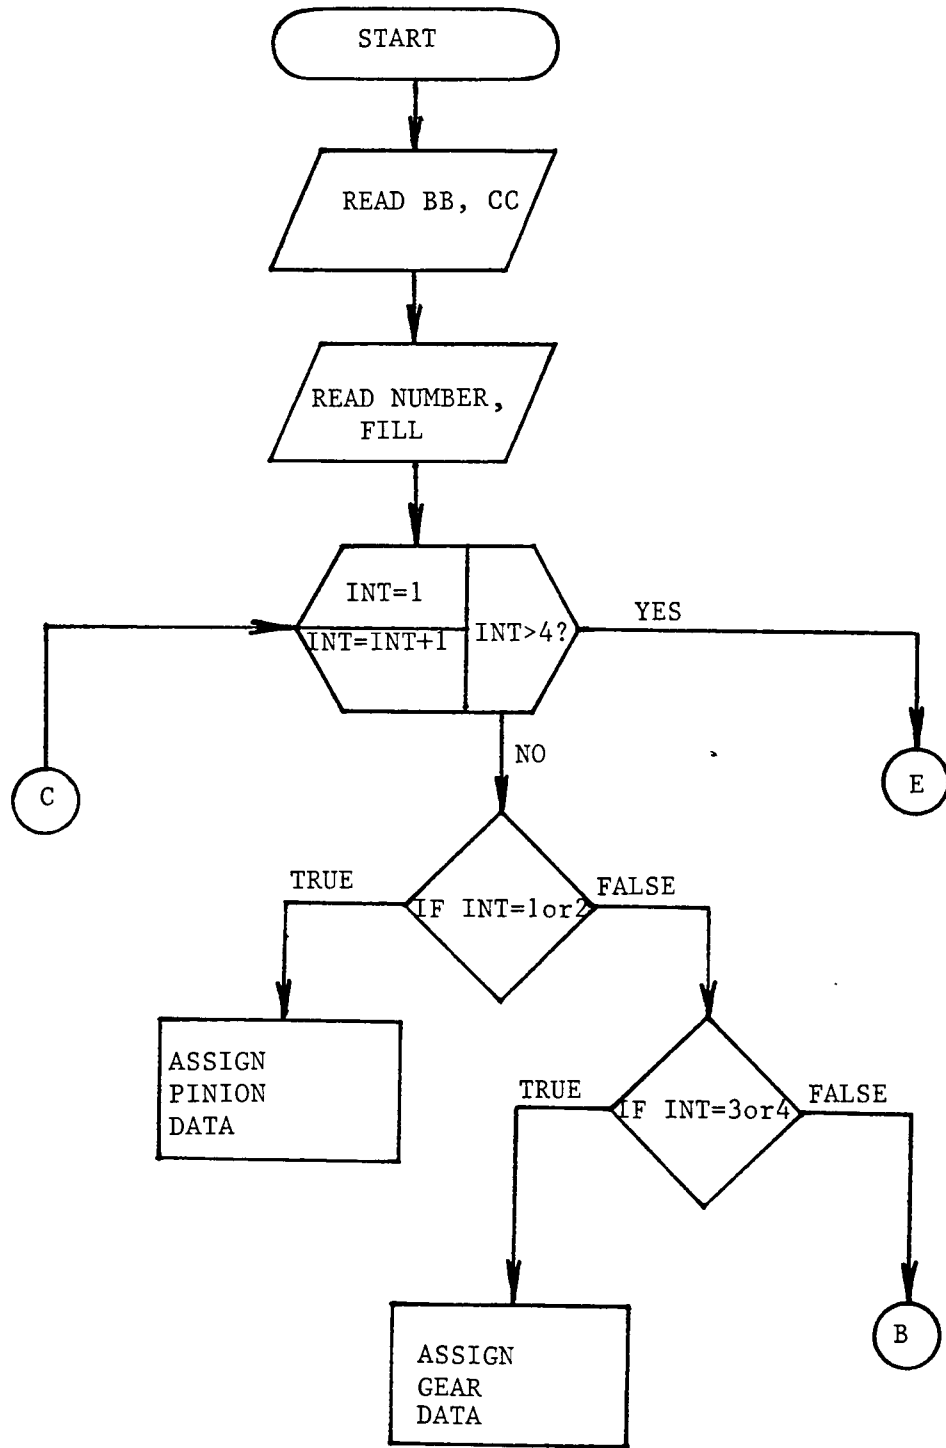 START
READ BB, CC
READ NUMBER,
FILL
INT=1
INT=INT+1
INT>4?
YES
NO
C
E
TRUE
IF INT=1or2
FALSE
ASSIGN
PINION
DATA
TRUE
IF INT=3or4
FALSE
B
ASSIGN
GEAR
DATA